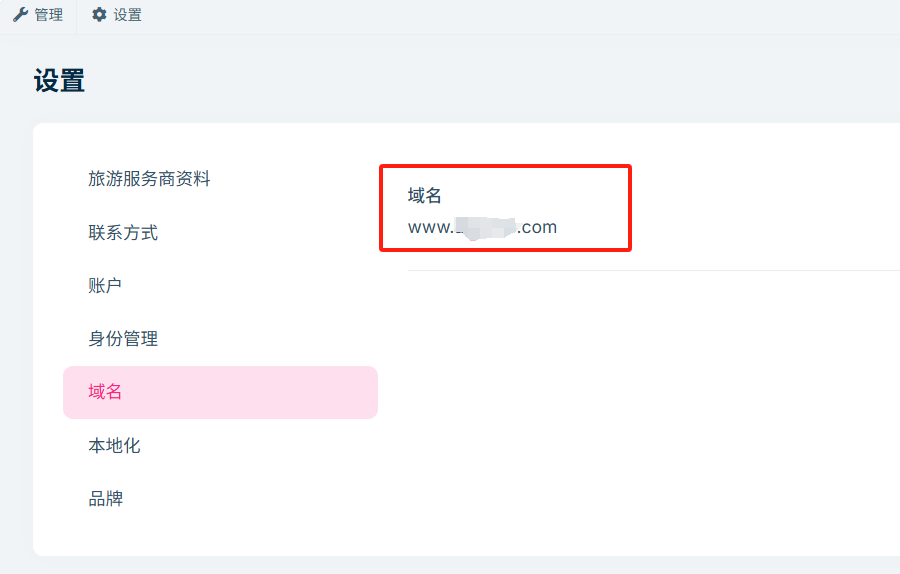 管理
设置
设置
旅游服务商资料
联系方式
账户
身份管理
域名
本地化
品牌
域名
www. .com